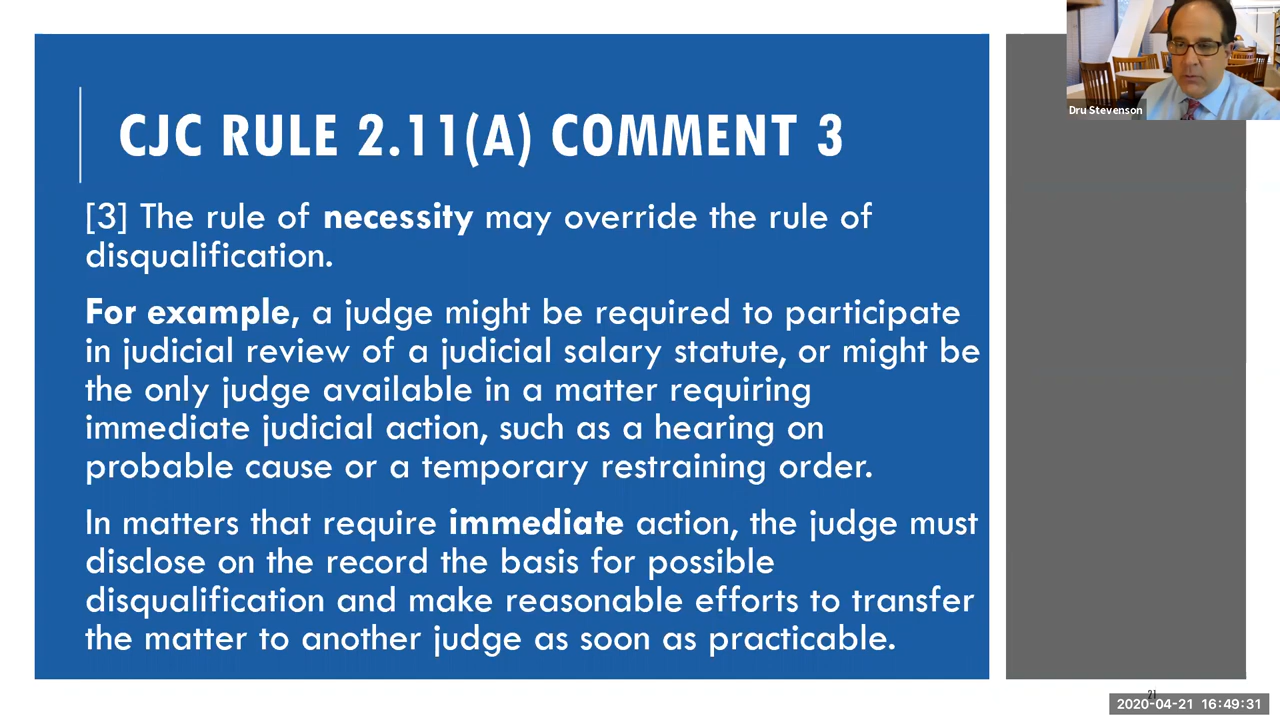 CJC RULE 2.11(A) COMMENT 3
[3] The rule of necessity may override the rule of
disqualification.
For example, a judge might be required to participate
in judicial review of a judicial salary statute, or might be
the only judge available in a matter requiring
immediate judicial action, such as a hearing on
probable cause or a temporary restraining order.
In matters that require immediate action, the judge must
disclose on the record the basis for possible
disqualification and make reasonable efforts to transfer
the matter to another judge as soon as practicable.
Dru Stevenson
21
2020-04-21 16:49:31